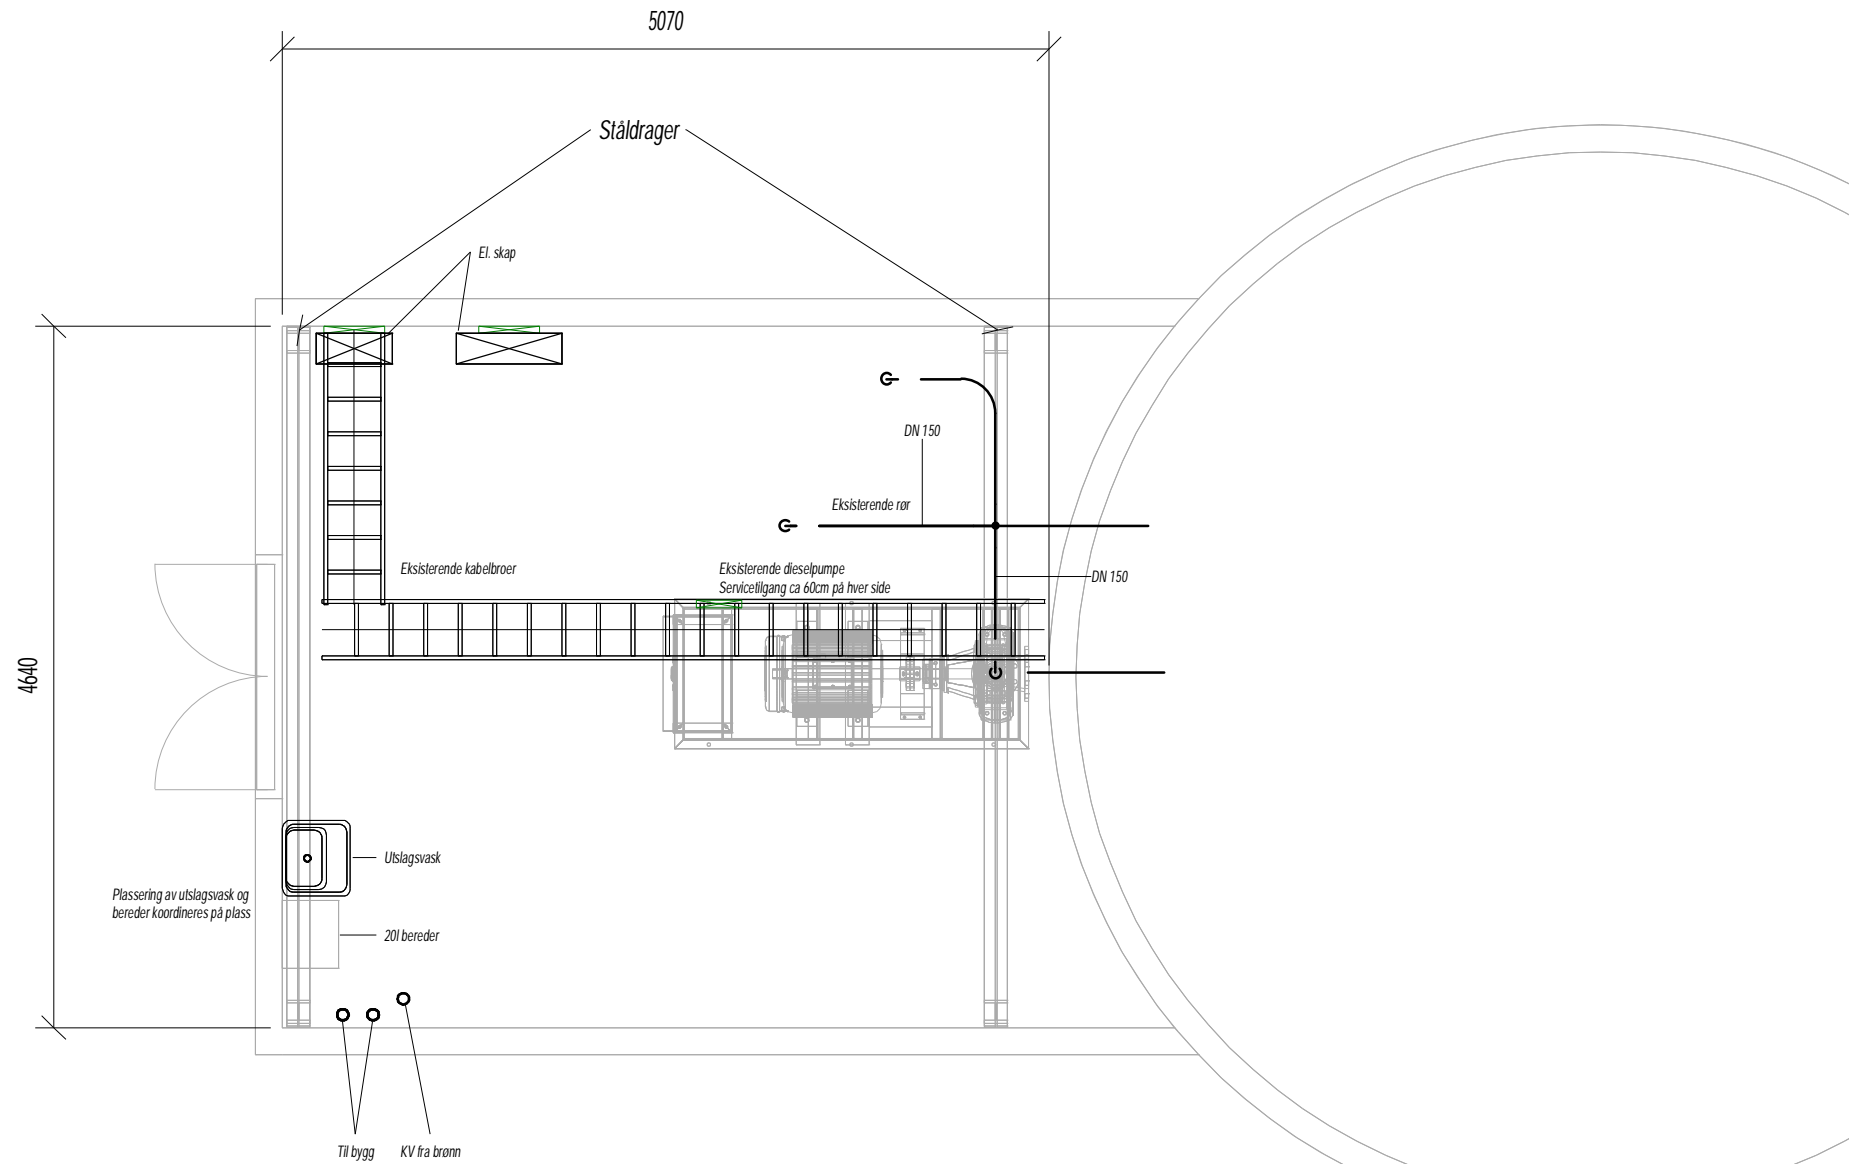 5070
Ståldrager
El. skap
DN 150
Eksisterende rør
Eksisterende kabelbroer
Eksisterende dieselpumpe
Servicetilgang ca 60cm på hver side
DN 150
4640
Utslagsvask
Plassering av utslagsvask og
bereder koordineres på plass
20l bereder
Til bygg
KV fra brønn